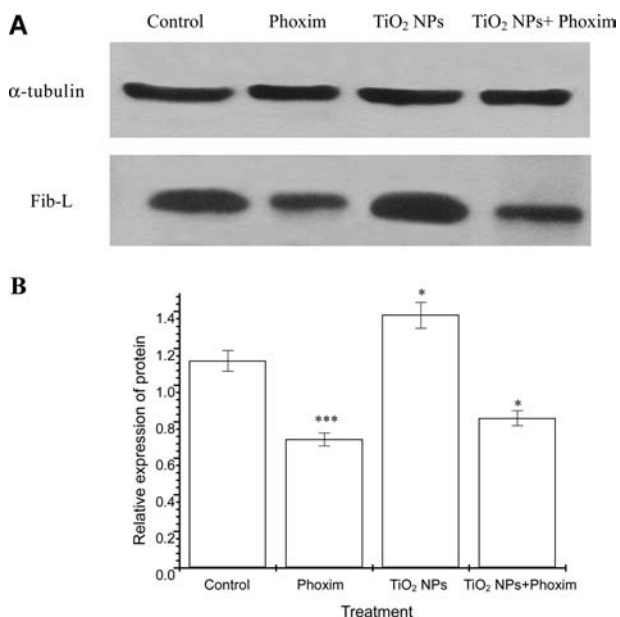 A
Control Phoxim TiO₂ NPs TiO₂ NPs+ Phoxim
α-tubulin
Fib-L
B
Relative expression of protein
1.4
1.2
1.0
0.8
0.6
0.4
0.2
0.0
*
***
*
Control Phoxim TiO₂ NPs TiO₂ NPs+Phoxim
Treatment